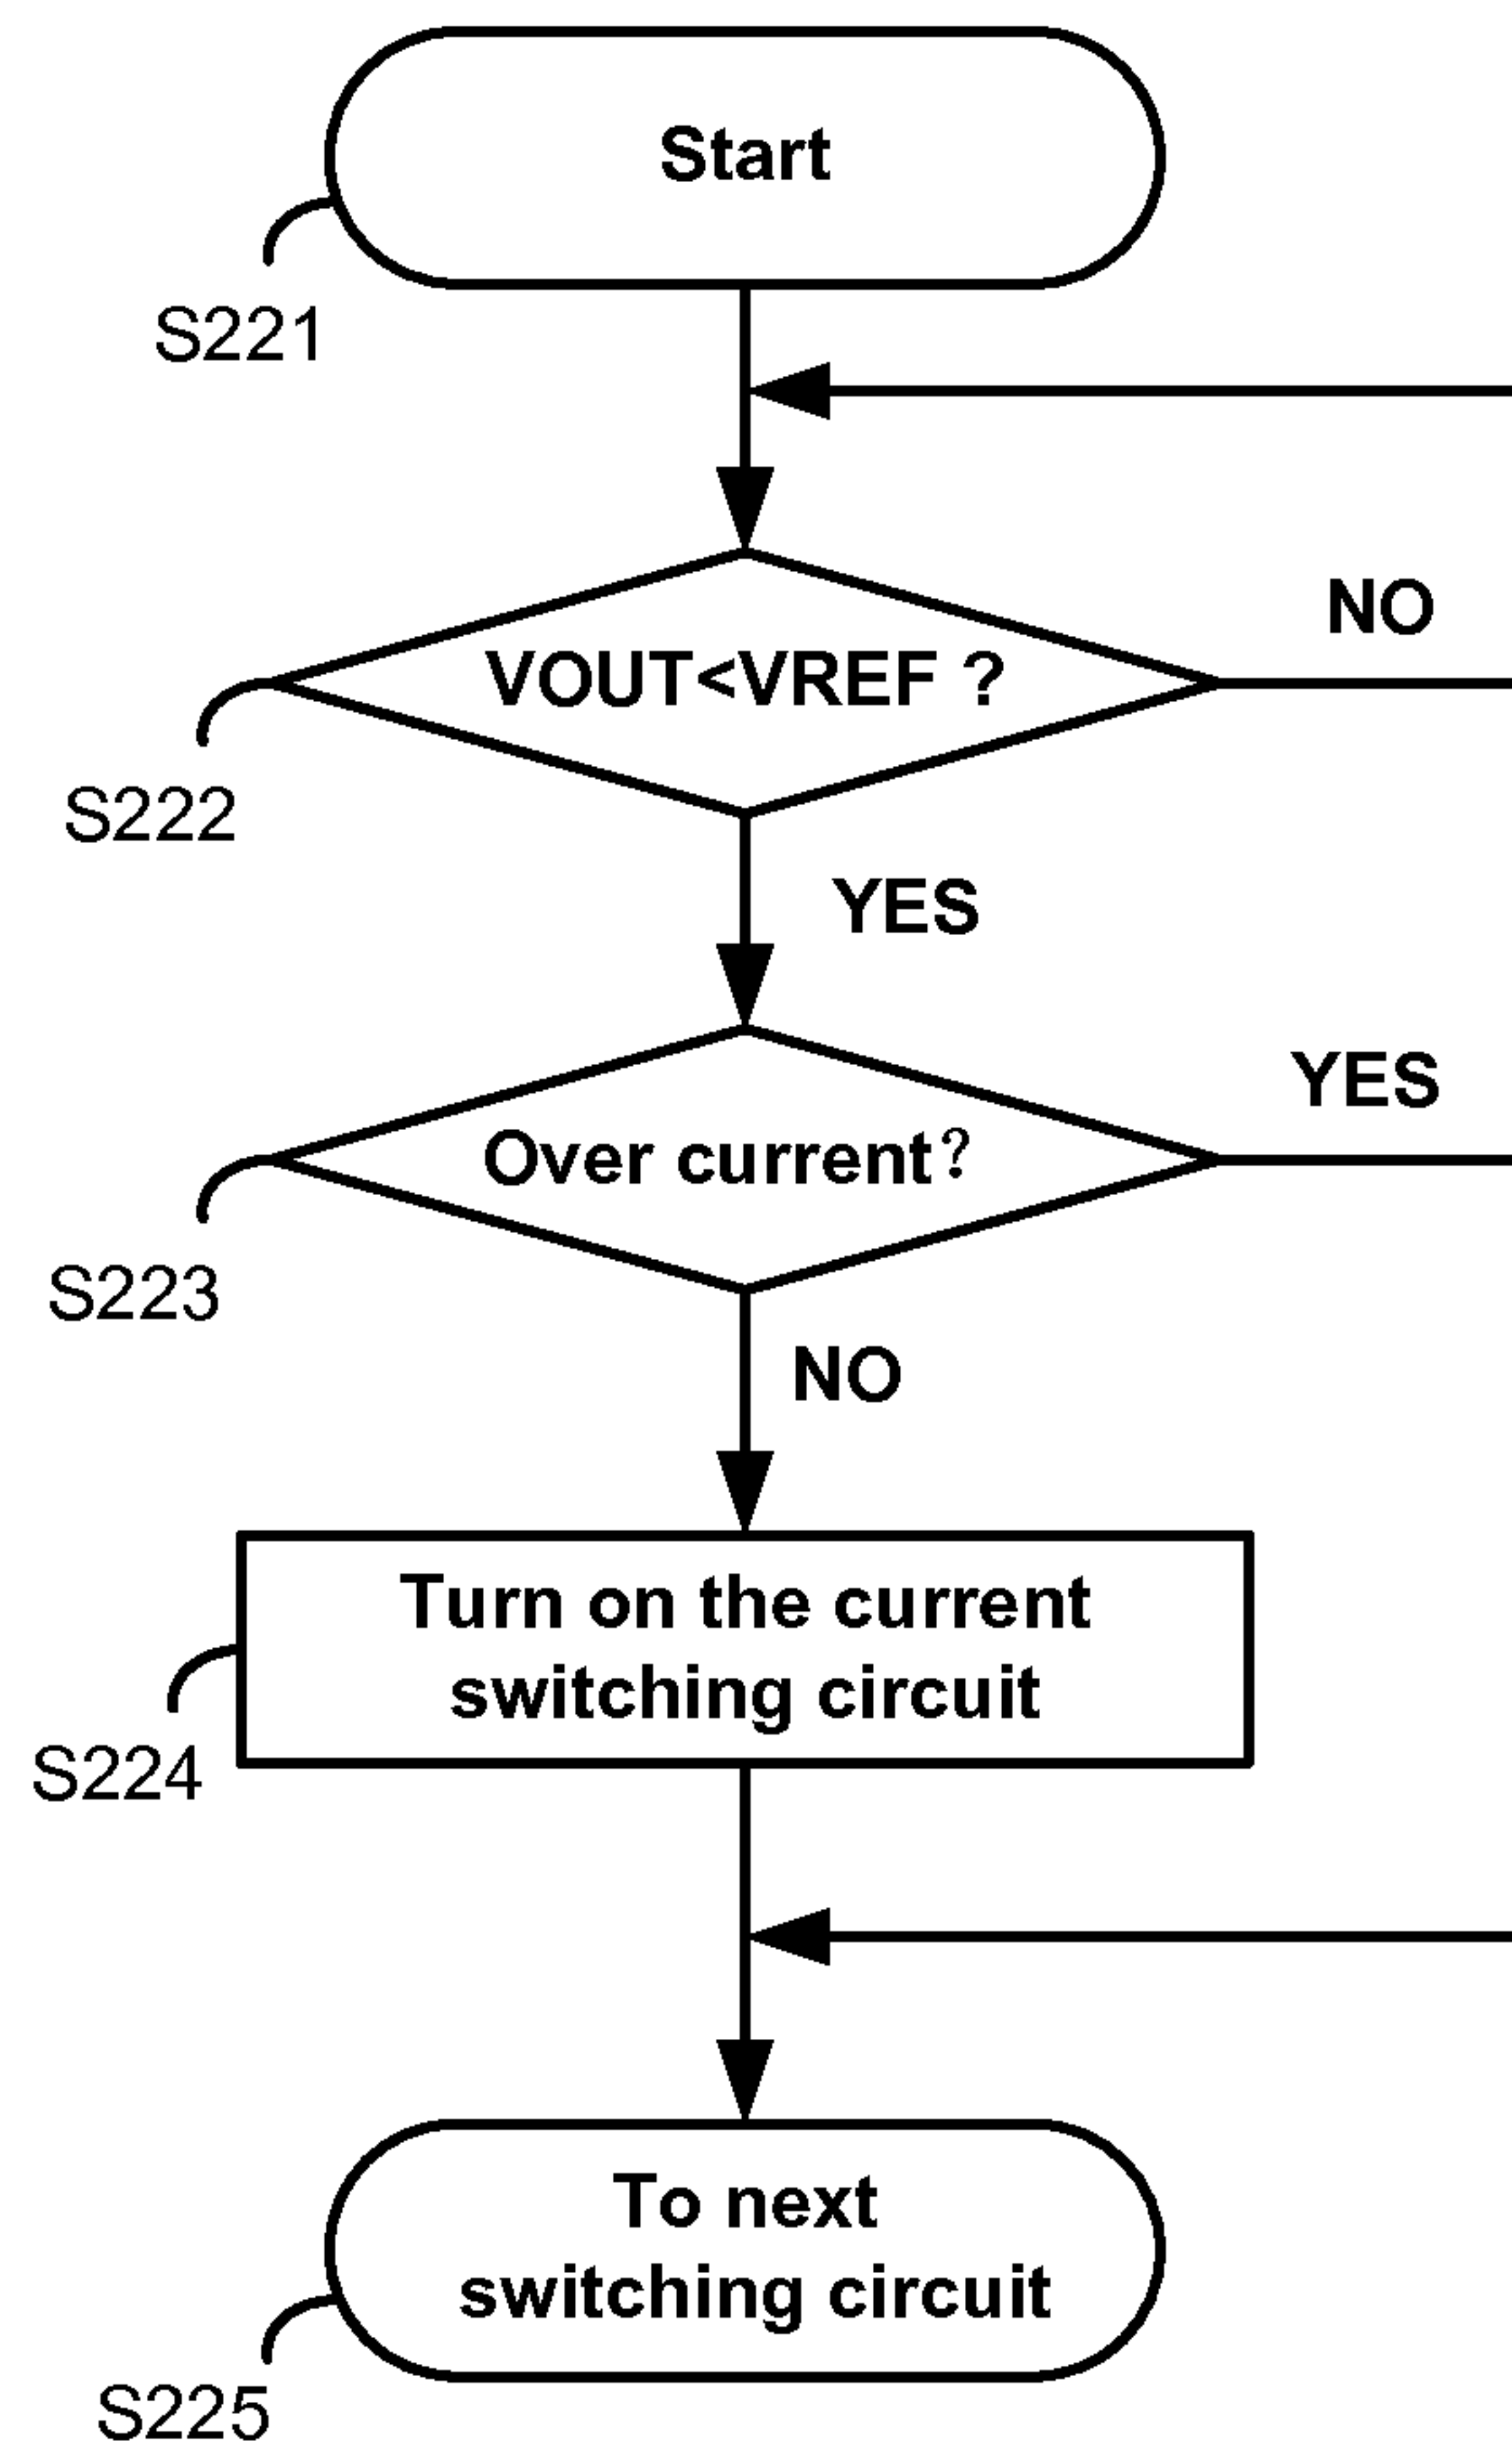 Start
S221
NO
VOUT<VREF ?
S222
YES
YES
Over current?
S223
NO
Turn on the current
switching circuit
S224
To next
switching circuit
S225